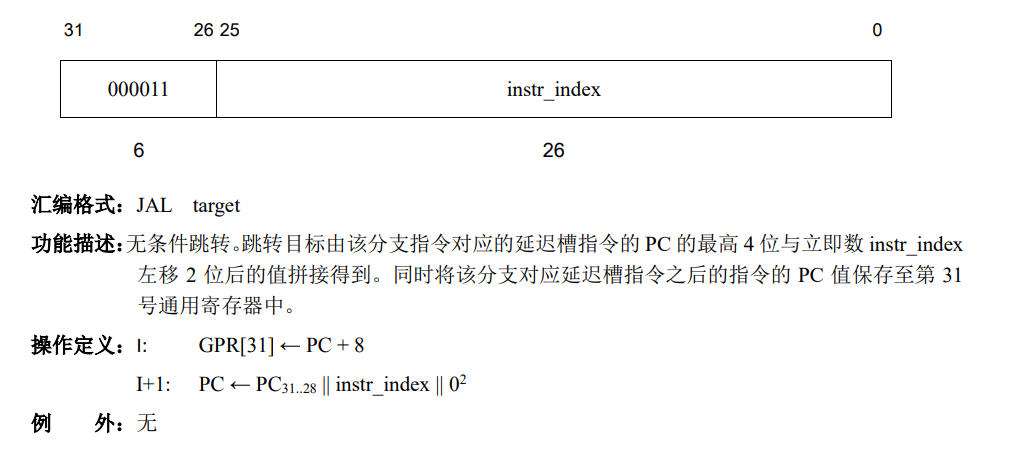 31 26 25 0
000011 instr_index
6 26
汇编格式：JAL target
功能描述：无条件跳转。跳转目标由该分支指令对应的延迟槽指令的 PC 的最高 4 位与立即数 instr_index
左移 2 位后的值拼接得到。同时将该分支对应延迟槽指令之后的指令的 PC 值保存至第 31
号通用寄存器中。
操作定义：I: GPR[31] ← PC + 8
I+1: PC ← PC31..28 || instr_index || 0²
例 外：无